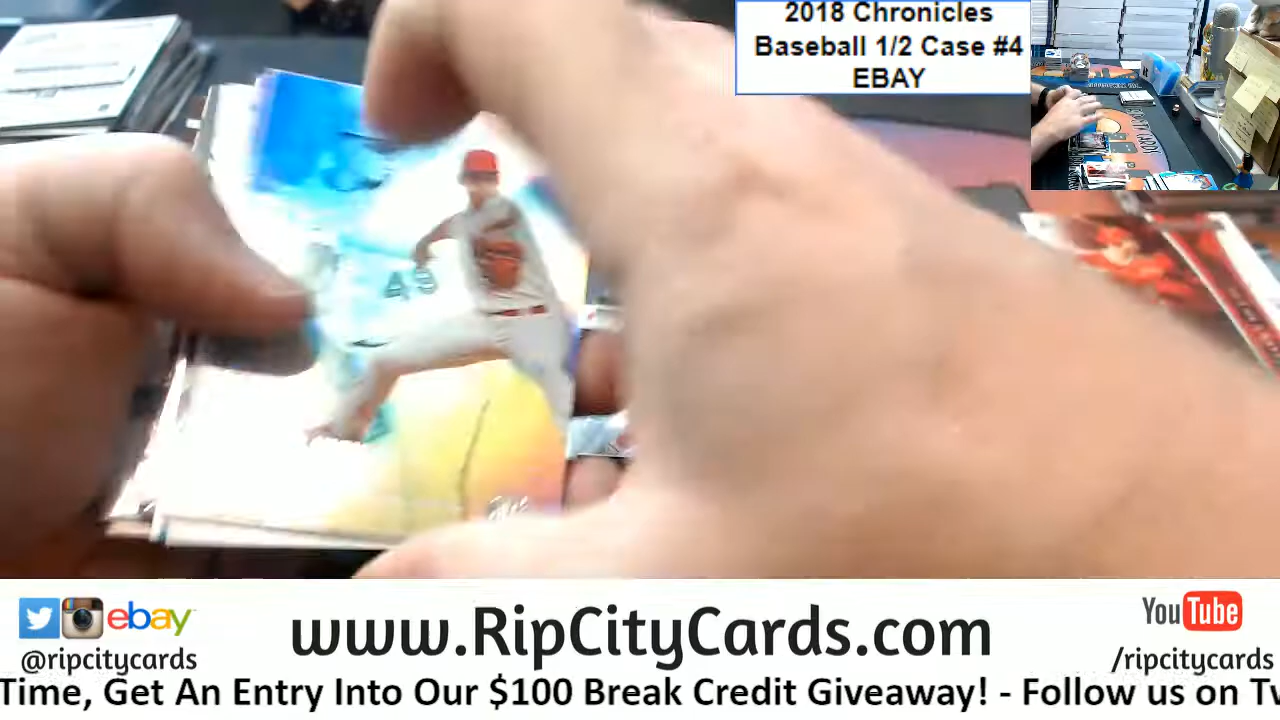 2018 Chronicles
Baseball 1/2 Case #4
EBAY
49
ebay
www.RipCityCards.com
YouTube
@ripcitycards
/ripcitycards
Time, Get An Entry Into Our $100 Break Credit Giveaway! - Follow us on Tw